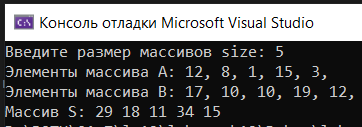 Консоль отладки Microsoft Visual Studio
Введите размер массивов size: 5
Элементы массива A: 12, 8, 1, 15, 3,
Элементы массива B: 17, 10, 10, 19, 12,
Массив S: 29 18 11 34 15